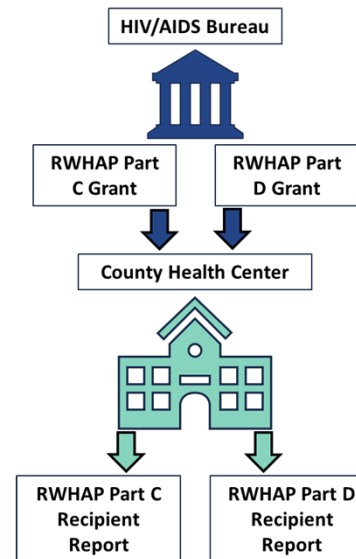 HIV/AIDS Bureau
RWHAP Part
C Grant
RWHAP Part
D Grant
County Health Center
RWHAP Part C
Recipient
Report
RWHAP Part D
Recipient
Report